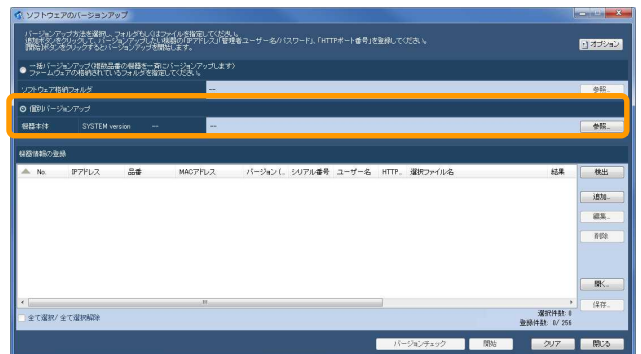 ソフトウェアのバージョンアップ
バージョンアップ方法を選択し、フォルダもしくはファイルを指定してください。
[追加]ボタンをクリックして、バージョンアップしたい機器の「IPアドレス」「管理者ユーザー名/パスワード」、「HTTPポート番号」を登録してください。
[開始]ボタンをクリックするとバージョンアップを開始します。
オプション
一括バージョンアップ(複数品番の機器を一斉にバージョンアップします)
ファームウェアの格納されているフォルダを指定してください。
ソフトウェア格納フォルダ -- 参照...
個別バージョンアップ
機器本体 SYSTEM version --- -- 参照...
機器情報の登録
No. IPアドレス 品番 MACアドレス バージョン (... シリアル番号 ユーザー名 HTTP... 選択ファイル名 結果 検出
追加...
編集...
削除
開く...
保存...
全て選択/全て選択解除
選択件数: 0
登録件数: 0/ 256
バージョンチェック 開始 クリア 閉じる